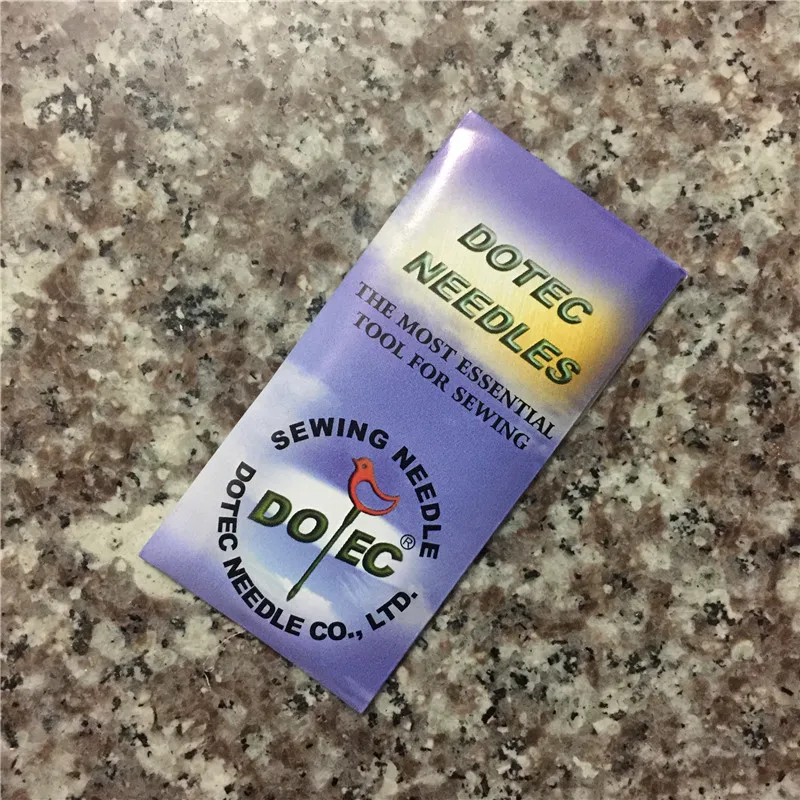 DOTEC
NEEDLES
THE MOST ESSENTIAL
TOOL FOR SEWING
SEWING NEEDLE
DOTEC®
DOTEC NEEDLE CO., LTD.